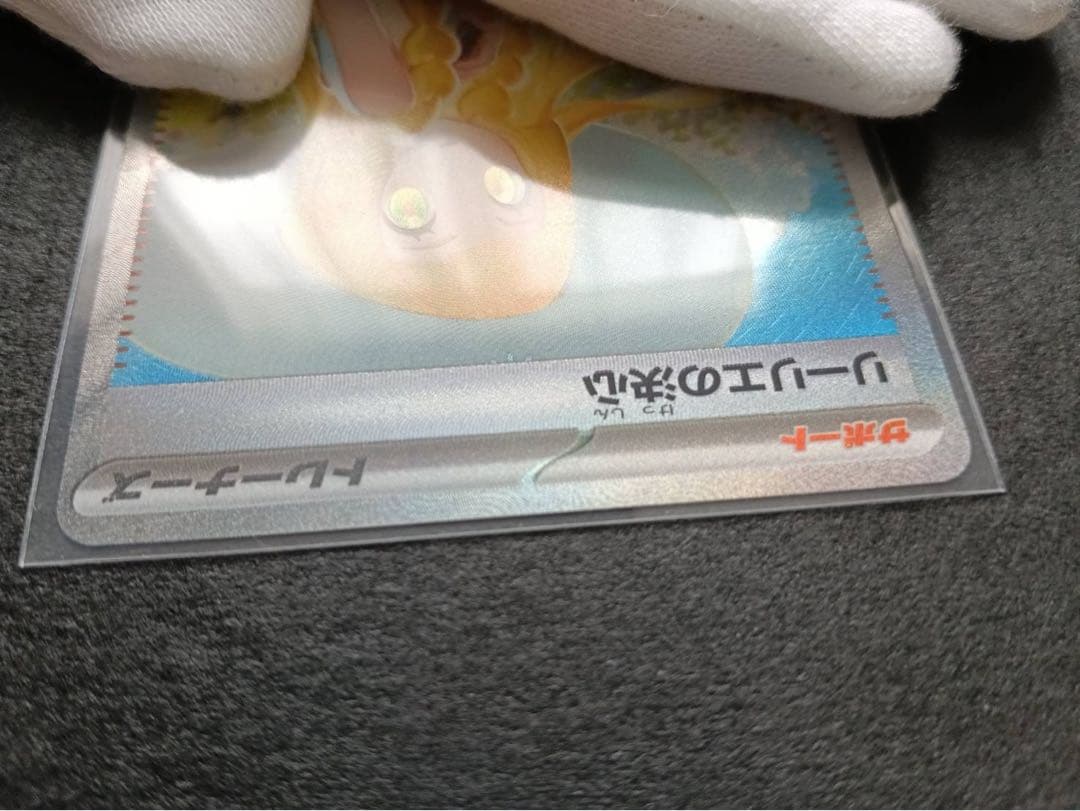 サポート
トレーナーズ
けっしん
リーリエの決心